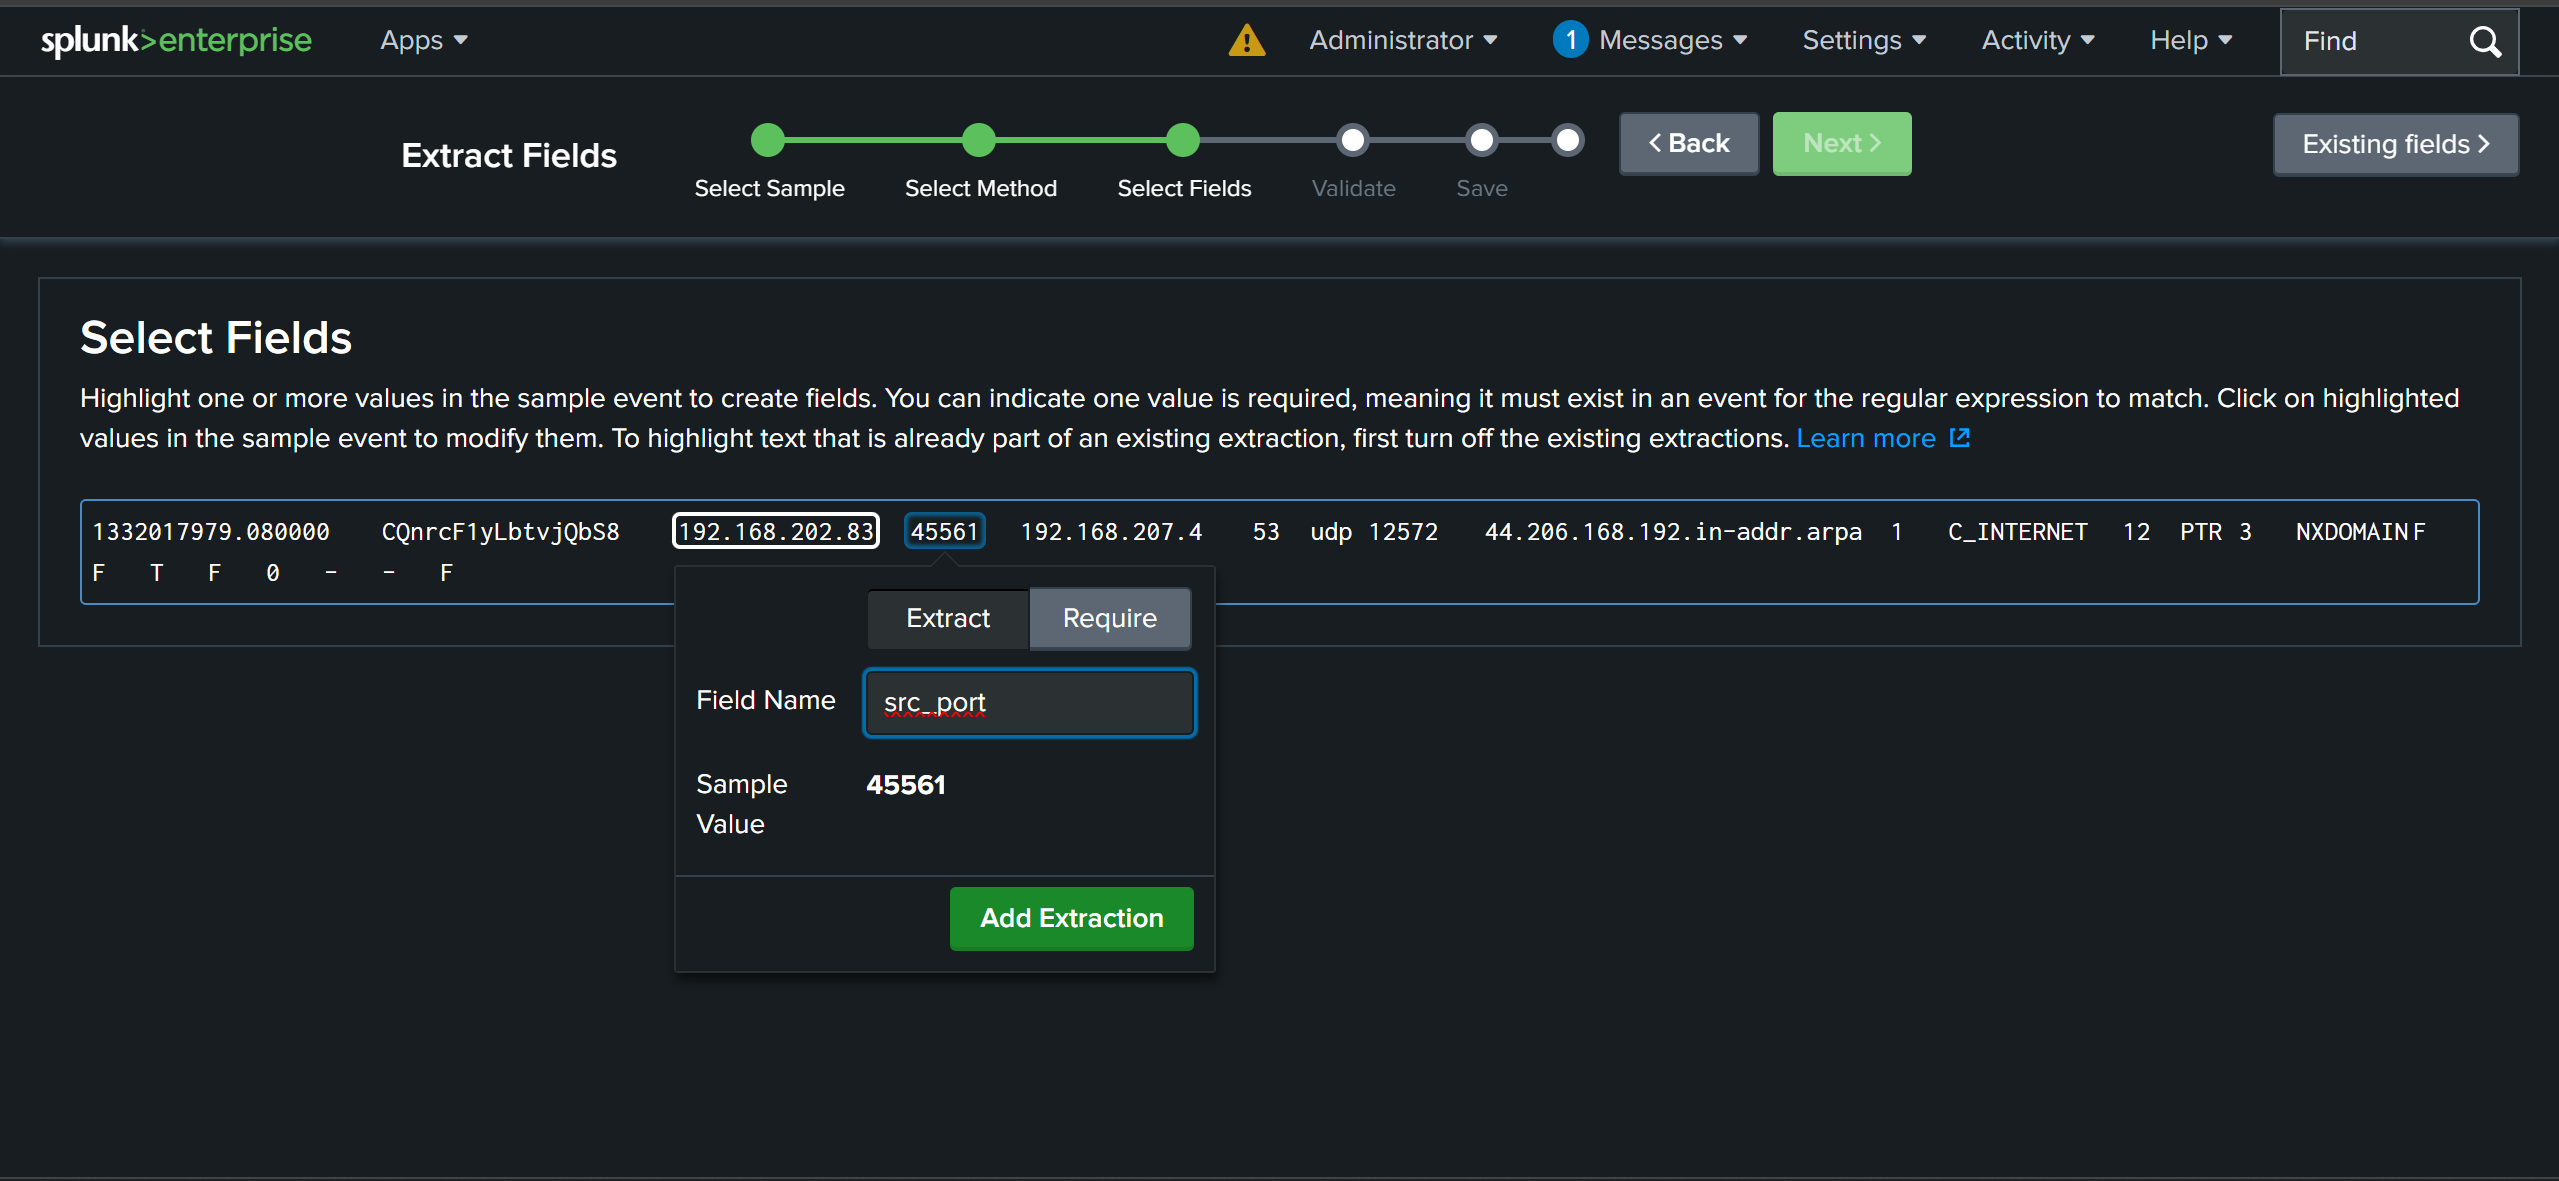 splunk>enterprise Apps Administrator 1 Messages Settings Activity Help Find
Extract Fields
Select Sample Select Method Select Fields Validate Save
< Back Next > Existing fields >
Select Fields
Highlight one or more values in the sample event to create fields. You can indicate one value is required, meaning it must exist in an event for the regular expression to match. Click on highlighted
values in the sample event to modify them. To highlight text that is already part of an existing extraction, first turn off the existing extractions. Learn more
1332017979.080000 CQnrcF1yLbtvjQbS8 192.168.202.83 45561 192.168.207.4 53 udp 12572 44.206.168.192.in-addr.arpa 1 C_INTERNET 12 PTR 3 NXDOMAIN F
F T F 0 - - F
Extract Require
Field Name src_port
Sample 45561
Value
Add Extraction